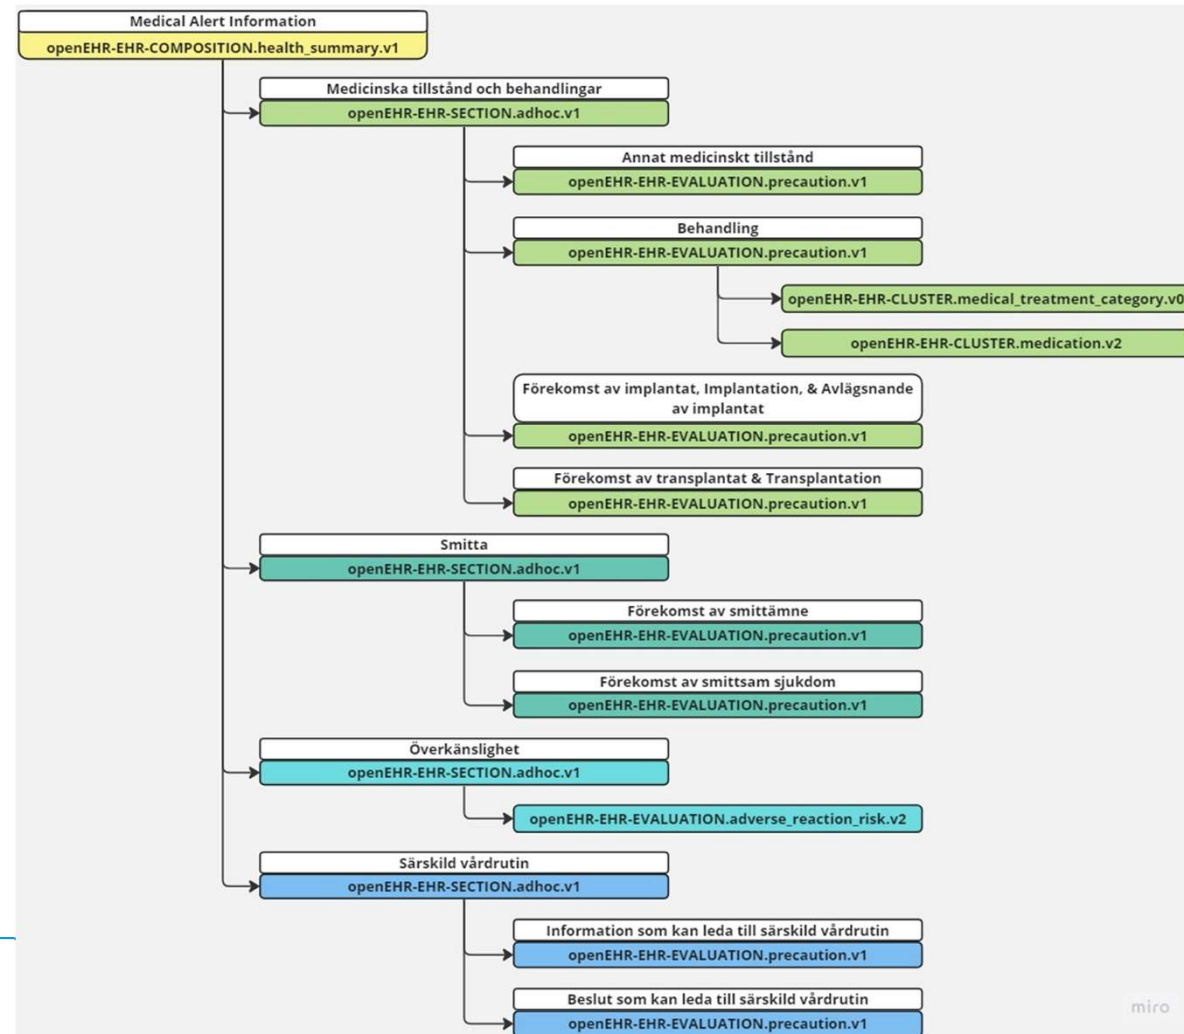 Medical Alert Information
openEHR-EHR-COMPOSITION.health_summary.v1
Medicinska tillstånd och behandlingar
openEHR-EHR-SECTION.adhoc.v1
Annat medicinskt tillstånd
openEHR-EHR-EVALUATION.precaution.v1
Behandling
openEHR-EHR-EVALUATION.precaution.v1
openEHR-EHR-CLUSTER.medical_treatment_category.v0
openEHR-EHR-CLUSTER.medication.v2
Förekomst av implantat, Implantation, & Avlägsnande
av implantat
openEHR-EHR-EVALUATION.precaution.v1
Förekomst av transplantat & Transplantation
openEHR-EHR-EVALUATION.precaution.v1
Smitta
openEHR-EHR-SECTION.adhoc.v1
Förekomst av smittämne
openEHR-EHR-EVALUATION.precaution.v1
Förekomst av smittsam sjukdom
openEHR-EHR-EVALUATION.precaution.v1
Överkänslighet
openEHR-EHR-SECTION.adhoc.v1
openEHR-EHR-EVALUATION.adverse_reaction_risk.v2
Särskild vårdrutin
openEHR-EHR-SECTION.adhoc.v1
Information som kan leda till särskild vårdrutin
openEHR-EHR-EVALUATION.precaution.v1
Beslut som kan leda till särskild vårdrutin
openEHR-EHR-EVALUATION.precaution.v1
miro